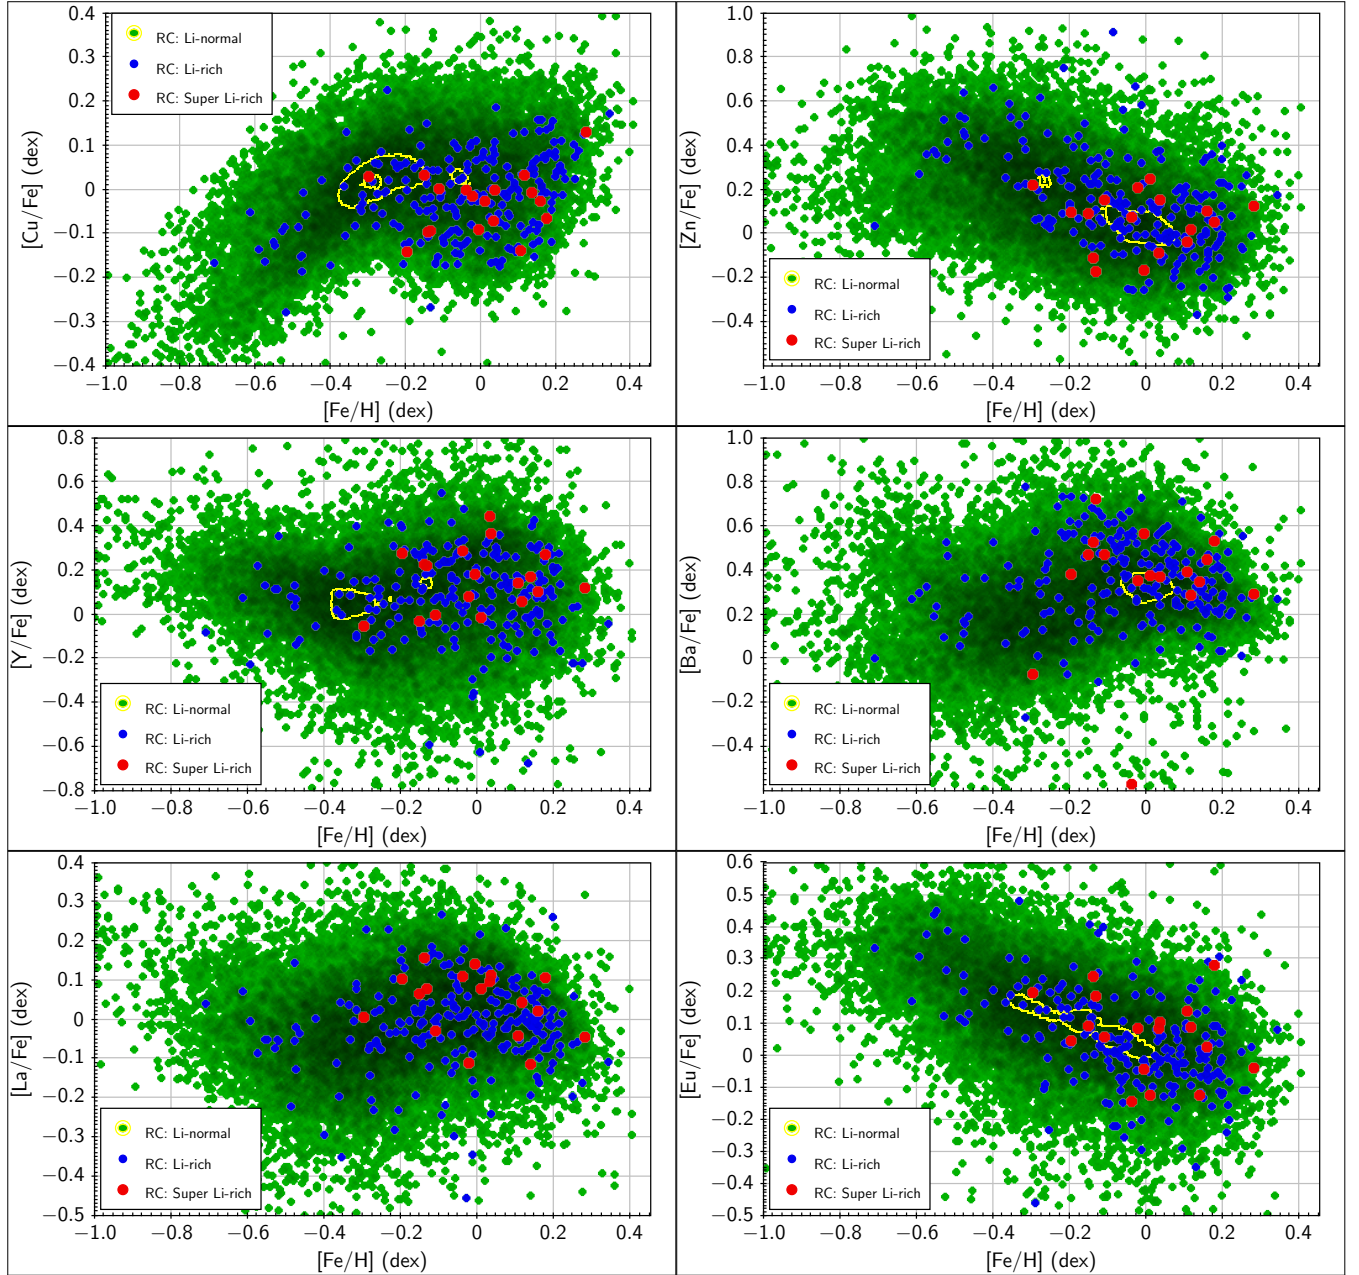 0.4
0.3
0.2
0.1
0
−0.1
−0.2
−0.3
−0.4
[Cu/Fe] (dex)
RC: Li-normal
RC: Li-rich
RC: Super Li-rich
−1.0 −0.8 −0.6 −0.4 −0.2 0 0.2 0.4
[Fe/H] (dex)
1.0
0.8
0.6
0.4
0.2
0
−0.2
−0.4
[Zn/Fe] (dex)
RC: Li-normal
RC: Li-rich
RC: Super Li-rich
−1.0 −0.8 −0.6 −0.4 −0.2 0 0.2 0.4
[Fe/H] (dex)
0.8
0.6
0.4
0.2
0
−0.2
−0.4
−0.6
−0.8
[Y/Fe] (dex)
RC: Li-normal
RC: Li-rich
RC: Super Li-rich
−1.0 −0.8 −0.6 −0.4 −0.2 0 0.2 0.4
[Fe/H] (dex)
1.0
0.8
0.6
0.4
0.2
0
−0.2
−0.4
[Ba/Fe] (dex)
RC: Li-normal
RC: Li-rich
RC: Super Li-rich
−1.0 −0.8 −0.6 −0.4 −0.2 0 0.2 0.4
[Fe/H] (dex)
0.4
0.3
0.2
0.1
0
−0.1
−0.2
−0.3
−0.4
−0.5
[La/Fe] (dex)
RC: Li-normal
RC: Li-rich
RC: Super Li-rich
−1.0 −0.8 −0.6 −0.4 −0.2 0 0.2 0.4
[Fe/H] (dex)
0.6
0.5
0.4
0.3
0.2
0.1
0
−0.1
−0.2
−0.3
−0.4
−0.5
[Eu/Fe] (dex)
RC: Li-normal
RC: Li-rich
RC: Super Li-rich
−1.0 −0.8 −0.6 −0.4 −0.2 0 0.2 0.4
[Fe/H] (dex)